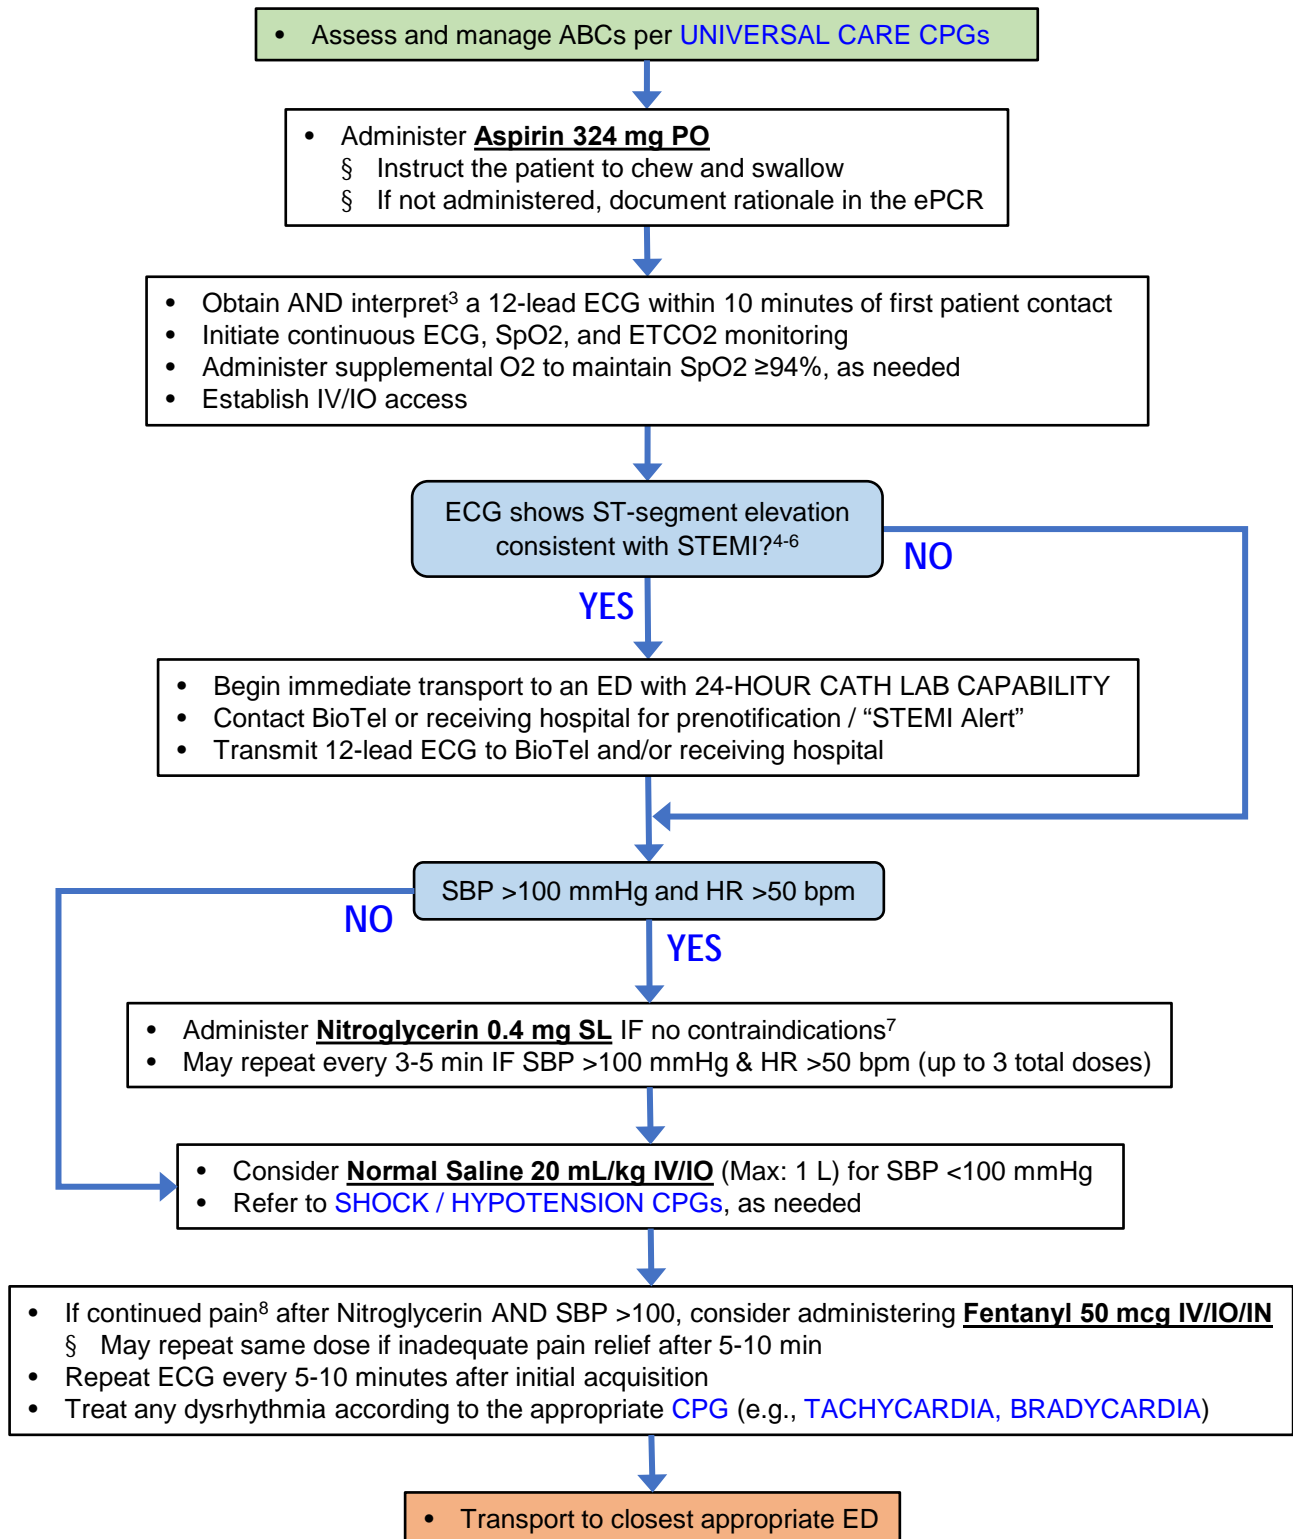 • Assess and manage ABCs per UNIVERSAL CARE CPGs
• Administer Aspirin 324 mg PO
§ Instruct the patient to chew and swallow
§ If not administered, document rationale in the ePCR
• Obtain AND interpret³ a 12-lead ECG within 10 minutes of first patient contact
• Initiate continuous ECG, SpO2, and ETCO2 monitoring
• Administer supplemental O2 to maintain SpO2 ≥94%, as needed
• Establish IV/IO access
ECG shows ST-segment elevation
consistent with STEMI?⁴⁻⁶
NO
YES
• Begin immediate transport to an ED with 24-HOUR CATH LAB CAPABILITY
• Contact BioTel or receiving hospital for prenotification / “STEMI Alert”
• Transmit 12-lead ECG to BioTel and/or receiving hospital
SBP >100 mmHg and HR >50 bpm
NO
YES
• Administer Nitroglycerin 0.4 mg SL IF no contraindications⁷
• May repeat every 3-5 min IF SBP >100 mmHg & HR >50 bpm (up to 3 total doses)
• Consider Normal Saline 20 mL/kg IV/IO (Max: 1 L) for SBP <100 mmHg
• Refer to SHOCK / HYPOTENSION CPGs, as needed
• If continued pain⁸ after Nitroglycerin AND SBP >100, consider administering Fentanyl 50 mcg IV/IO/IN
§ May repeat same dose if inadequate pain relief after 5-10 min
• Repeat ECG every 5-10 minutes after initial acquisition
• Treat any dysrhythmia according to the appropriate CPG (e.g., TACHYCARDIA, BRADYCARDIA)
• Transport to closest appropriate ED